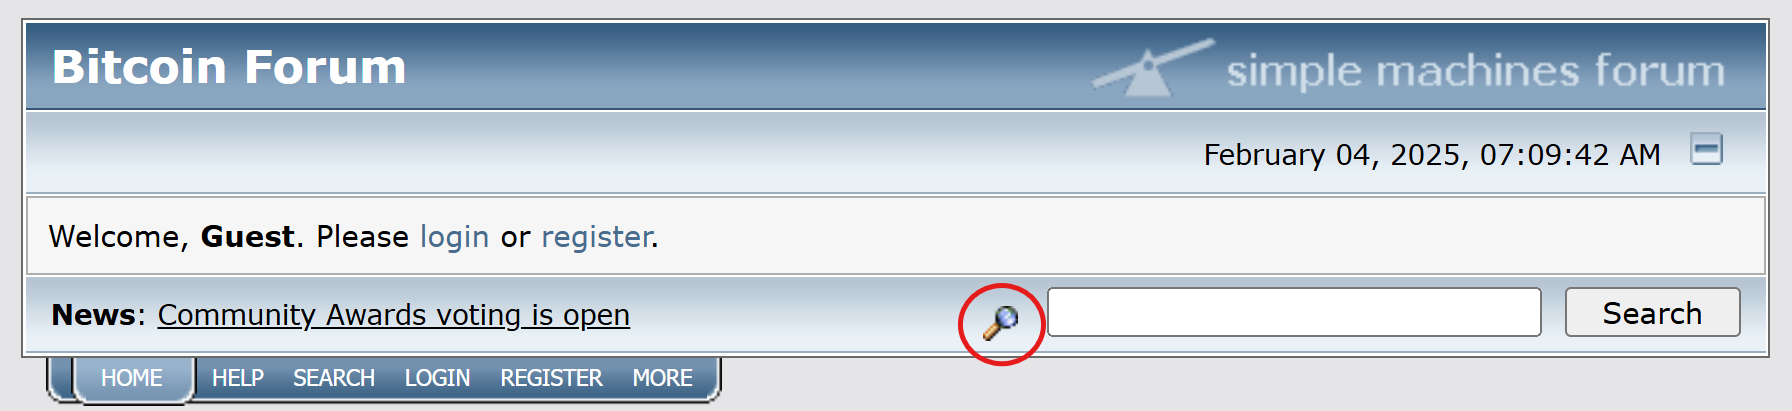 Bitcoin Forum
simple machines forum
February 04, 2025, 07:09:42 AM
Welcome, Guest. Please login or register.
News: Community Awards voting is open
Search
HOME HELP SEARCH LOGIN REGISTER MORE